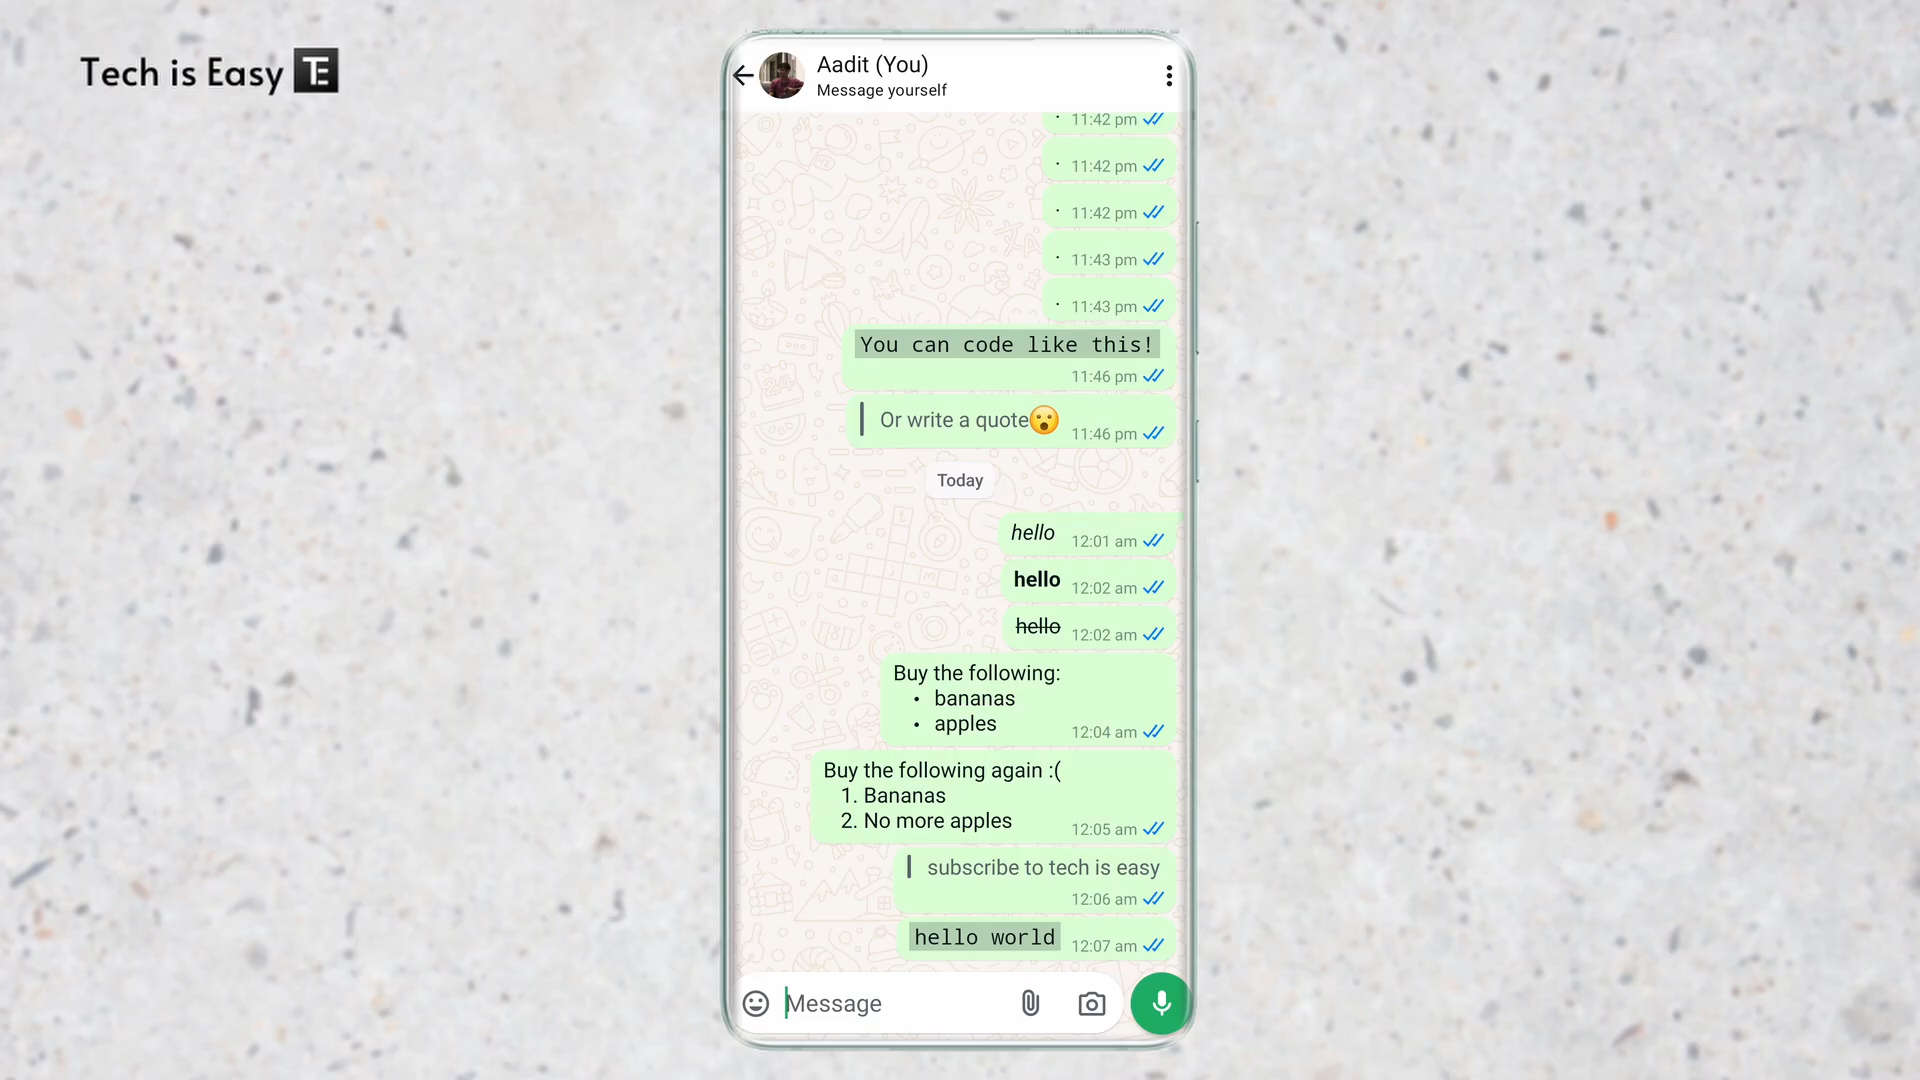 Tech is Easy TE
Aadit (You)
Message yourself
· 11:42 pm
· 11:42 pm
· 11:42 pm
· 11:43 pm
· 11:43 pm
You can code like this!
11:46 pm
Or write a quote😮 11:46 pm
Today
hello 12:01 am
hello 12:02 am
hello 12:02 am
Buy the following:
• bananas
• apples
12:04 am
Buy the following again :(
1. Bananas
2. No more apples
12:05 am
subscribe to tech is easy
12:06 am
hello world 12:07 am
Message